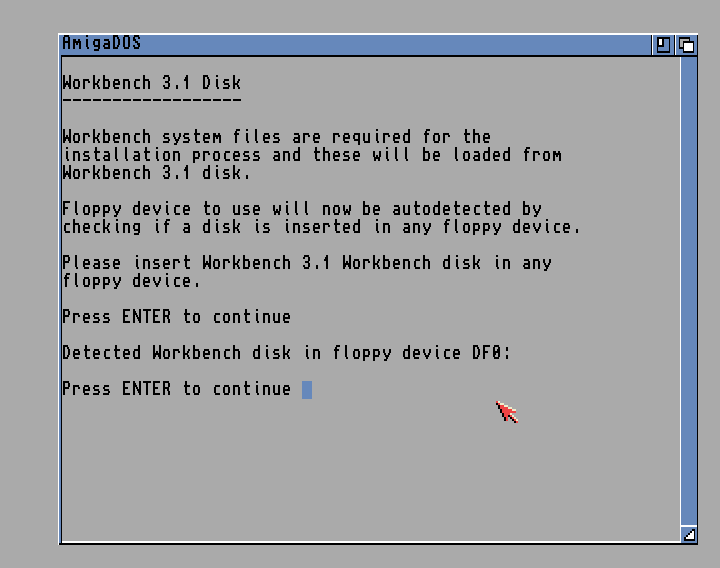 AmigaDOS
Workbench 3.1 Disk
------------------
Workbench system files are required for the
installation process and these will be loaded from
Workbench 3.1 disk.
Floppy device to use will now be autodetected by
checking if a disk is inserted in any floppy device.
Please insert Workbench 3.1 Workbench disk in any
floppy device.
Press ENTER to continue
Detected Workbench disk in floppy device DF0:
Press ENTER to continue